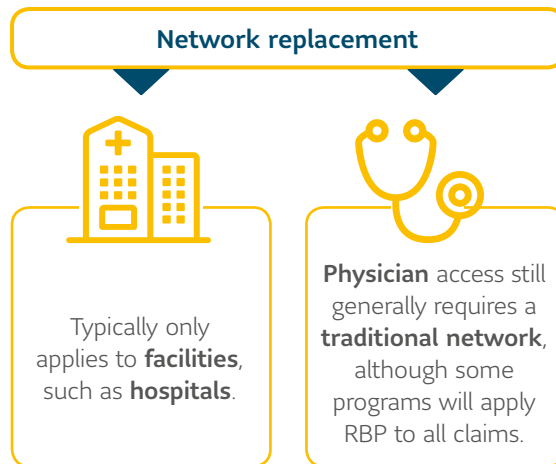 Network replacement
Typically only
applies to facilities,
such as hospitals.
Physician access still
generally requires a
traditional network,
although some
programs will apply
RBP to all claims.